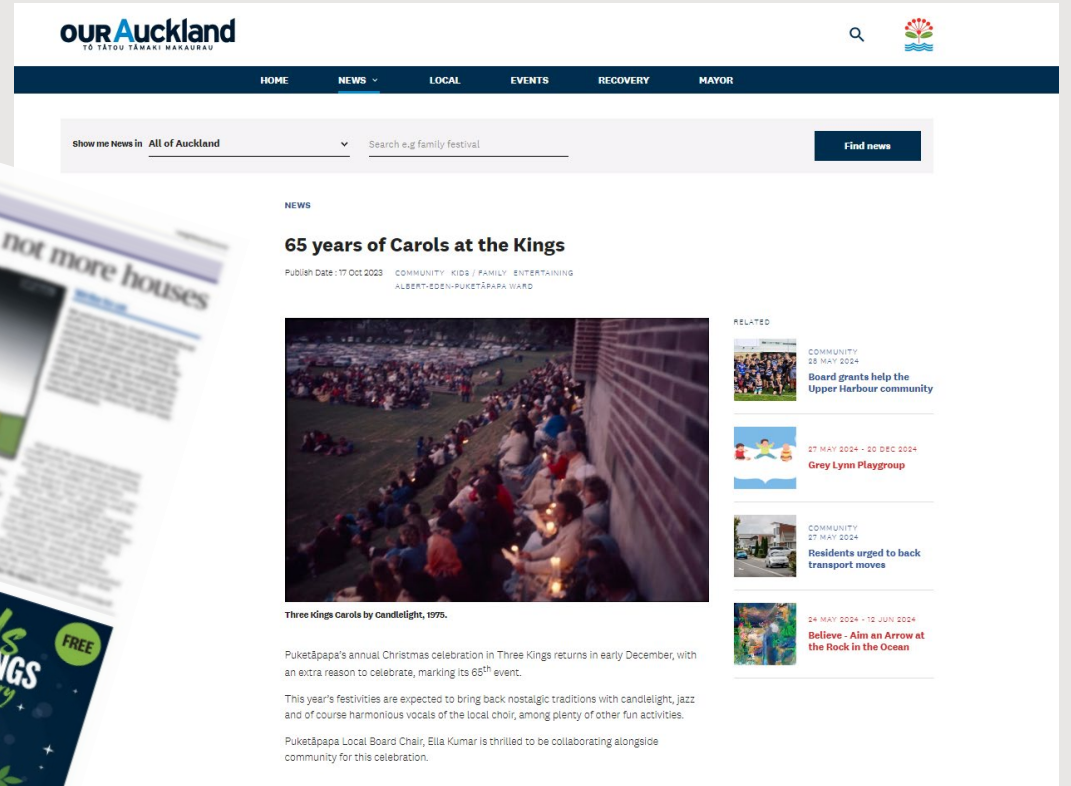 OURAuckland
TŌ TĀTOU TĀMAKI MAKAURAU
HOME NEWS LOCAL EVENTS RECOVERY MAYOR
Show me News in All of Auckland Search e.g family festival Find news
NEWS
65 years of Carols at the Kings
Publish Date : 17 Oct 2023 COMMUNITY KIDS / FAMILY ENTERTAINING
ALBERT-EDEN-PUKETĀPAPA WARD
Three Kings Carols by Candlelight, 1975.
Puketāpapa's annual Christmas celebration in Three Kings returns in early December, with
an extra reason to celebrate, marking its 65th event.
This year's festivities are expected to bring back nostalgic traditions with candlelight, jazz
and of course harmonious vocals of the local choir, among plenty of other fun activities.
Puketāpapa Local Board Chair, Ella Kumar is thrilled to be collaborating alongside
community for this celebration.
RELATED
COMMUNITY
28 MAY 2024
Board grants help the
Upper Harbour community
27 MAY 2024 - 20 DEC 2024
Grey Lynn Playgroup
COMMUNITY
27 MAY 2024
Residents urged to back
transport moves
24 MAY 2024 - 12 JUN 2024
Believe - Aim an Arrow at
the Rock in the Ocean
not more houses
FREE